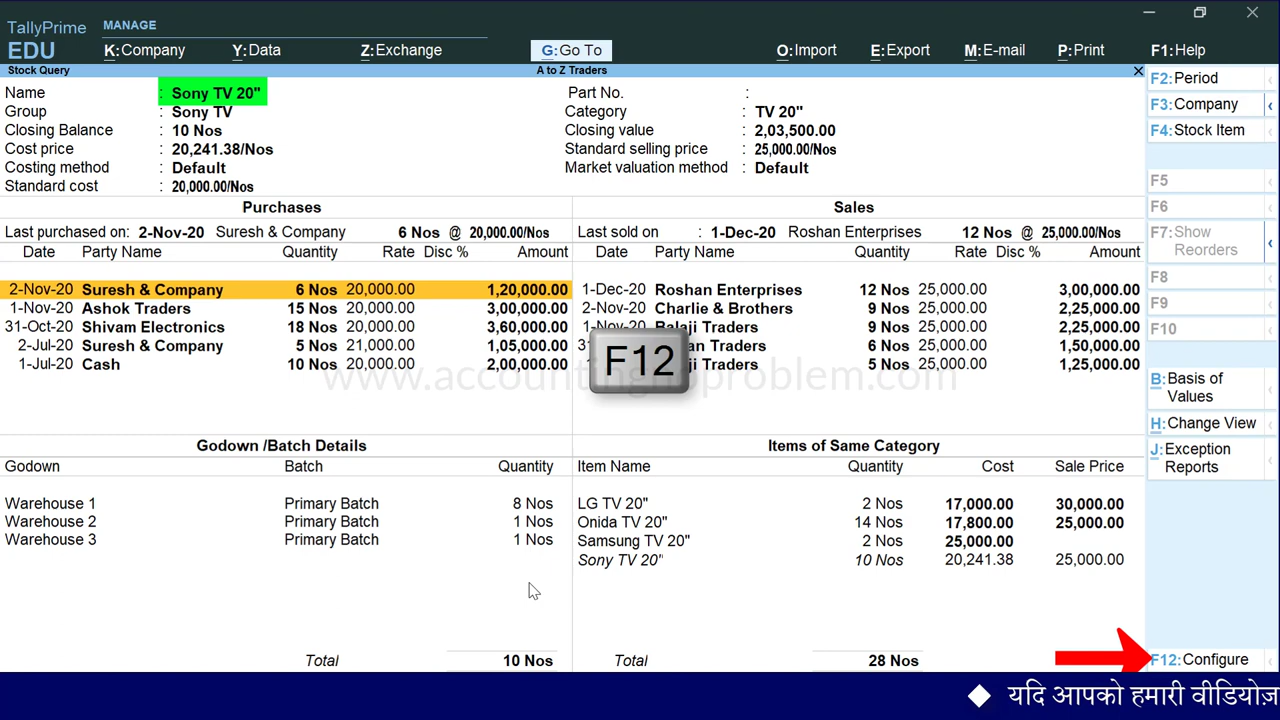 TallyPrime MANAGE
EDU K:Company Y:Data Z:Exchange G:Go To O:Import E:Export M:E-mail P:Print F1:Help
Stock Query A to Z Traders
Name : Sony TV 20" Part No. :
Group : Sony TV Category : TV 20"
Closing Balance : 10 Nos Closing value : 2,03,500.00
Cost price : 20,241.38/Nos Standard selling price : 25,000.00/Nos
Costing method : Default Market valuation method : Default
Standard cost : 20,000.00/Nos
Purchases Sales
Last purchased on: 2-Nov-20 Suresh & Company 6 Nos @ 20,000.00/Nos Last sold on : 1-Dec-20 Roshan Enterprises 12 Nos @ 25,000.00/Nos
Date Party Name Quantity Rate Disc % Amount Date Party Name Quantity Rate Disc % Amount
2-Nov-20 Suresh & Company 6 Nos 20,000.00 1,20,000.00 1-Dec-20 Roshan Enterprises 12 Nos 25,000.00 3,00,000.00
1-Nov-20 Ashok Traders 15 Nos 20,000.00 3,00,000.00 2-Nov-20 Charlie & Brothers 9 Nos 25,000.00 2,25,000.00
31-Oct-20 Shivam Electronics 18 Nos 20,000.00 3,60,000.00 1-Nov-20 Balaji Traders 9 Nos 25,000.00 2,25,000.00
2-Jul-20 Suresh & Company 5 Nos 21,000.00 1,05,000.00 Traders 6 Nos 25,000.00 1,50,000.00
1-Jul-20 Cash 10 Nos 20,000.00 2,00,000.00 Traders 5 Nos 25,000.00 1,25,000.00
F12
Godown /Batch Details Items of Same Category
Godown Batch Quantity Item Name Quantity Cost Sale Price
Warehouse 1 Primary Batch 8 Nos LG TV 20" 2 Nos 17,000.00 30,000.00
Warehouse 2 Primary Batch 1 Nos Onida TV 20" 14 Nos 17,800.00 25,000.00
Warehouse 3 Primary Batch 1 Nos Samsung TV 20" 2 Nos 25,000.00
Sony TV 20" 10 Nos 20,241.38 25,000.00
Total 10 Nos Total 28 Nos
F2:Period
F3:Company
F4:Stock Item
F5
F6
F7:Show
Reorders
F8
F9
F10
B:Basis of
Values
H:Change View
J:Exception
Reports
F12:Configure
यदि आपको हमारी वीडियोज़